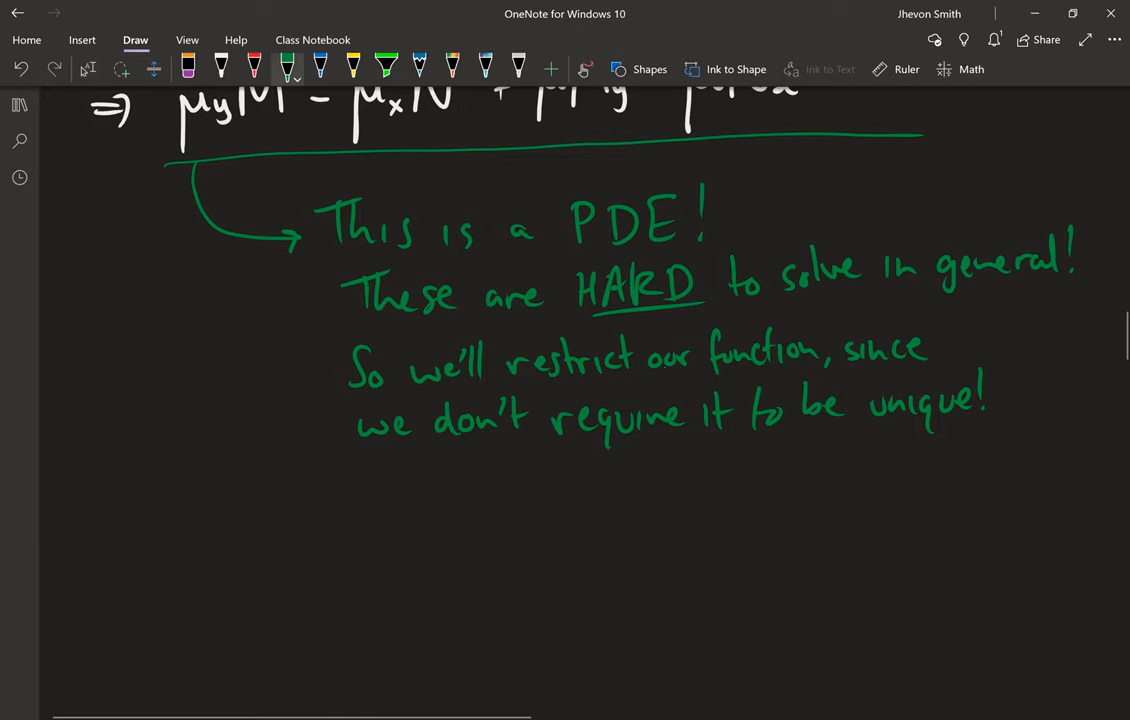 OneNote for Windows 10
Jhevon Smith
Home Insert Draw View Help Class Notebook
Share
Shapes Ink to Shape Ink to Text Ruler Math
This is a PDE!
These are HARD to solve in general!
So we'll restrict our function, since
we don't require it to be unique!